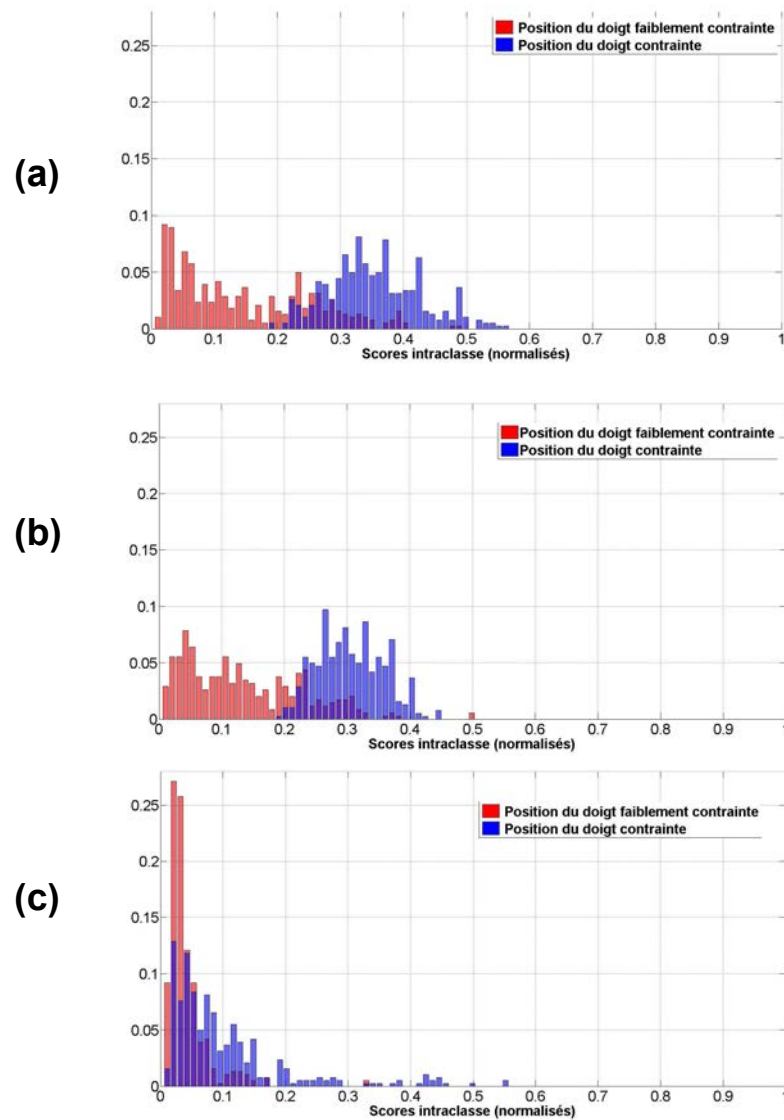 (a)
Position du doigt faiblement contrainte
Position du doigt contrainte
0.25
0.2
0.15
0.1
0.05
0
0 0.1 0.2 0.3 0.4 0.5 0.6 0.7 0.8 0.9 1
Scores intraclasse (normalisés)
(b)
Position du doigt faiblement contrainte
Position du doigt contrainte
0.25
0.2
0.15
0.1
0.05
0
0 0.1 0.2 0.3 0.4 0.5 0.6 0.7 0.8 0.9 1
Scores intraclasse (normalisés)
(c)
Position du doigt faiblement contrainte
Position du doigt contrainte
0.25
0.2
0.15
0.1
0.05
0
0 0.1 0.2 0.3 0.4 0.5 0.6 0.7 0.8 0.9 1
Scores intraclasse (normalisés)